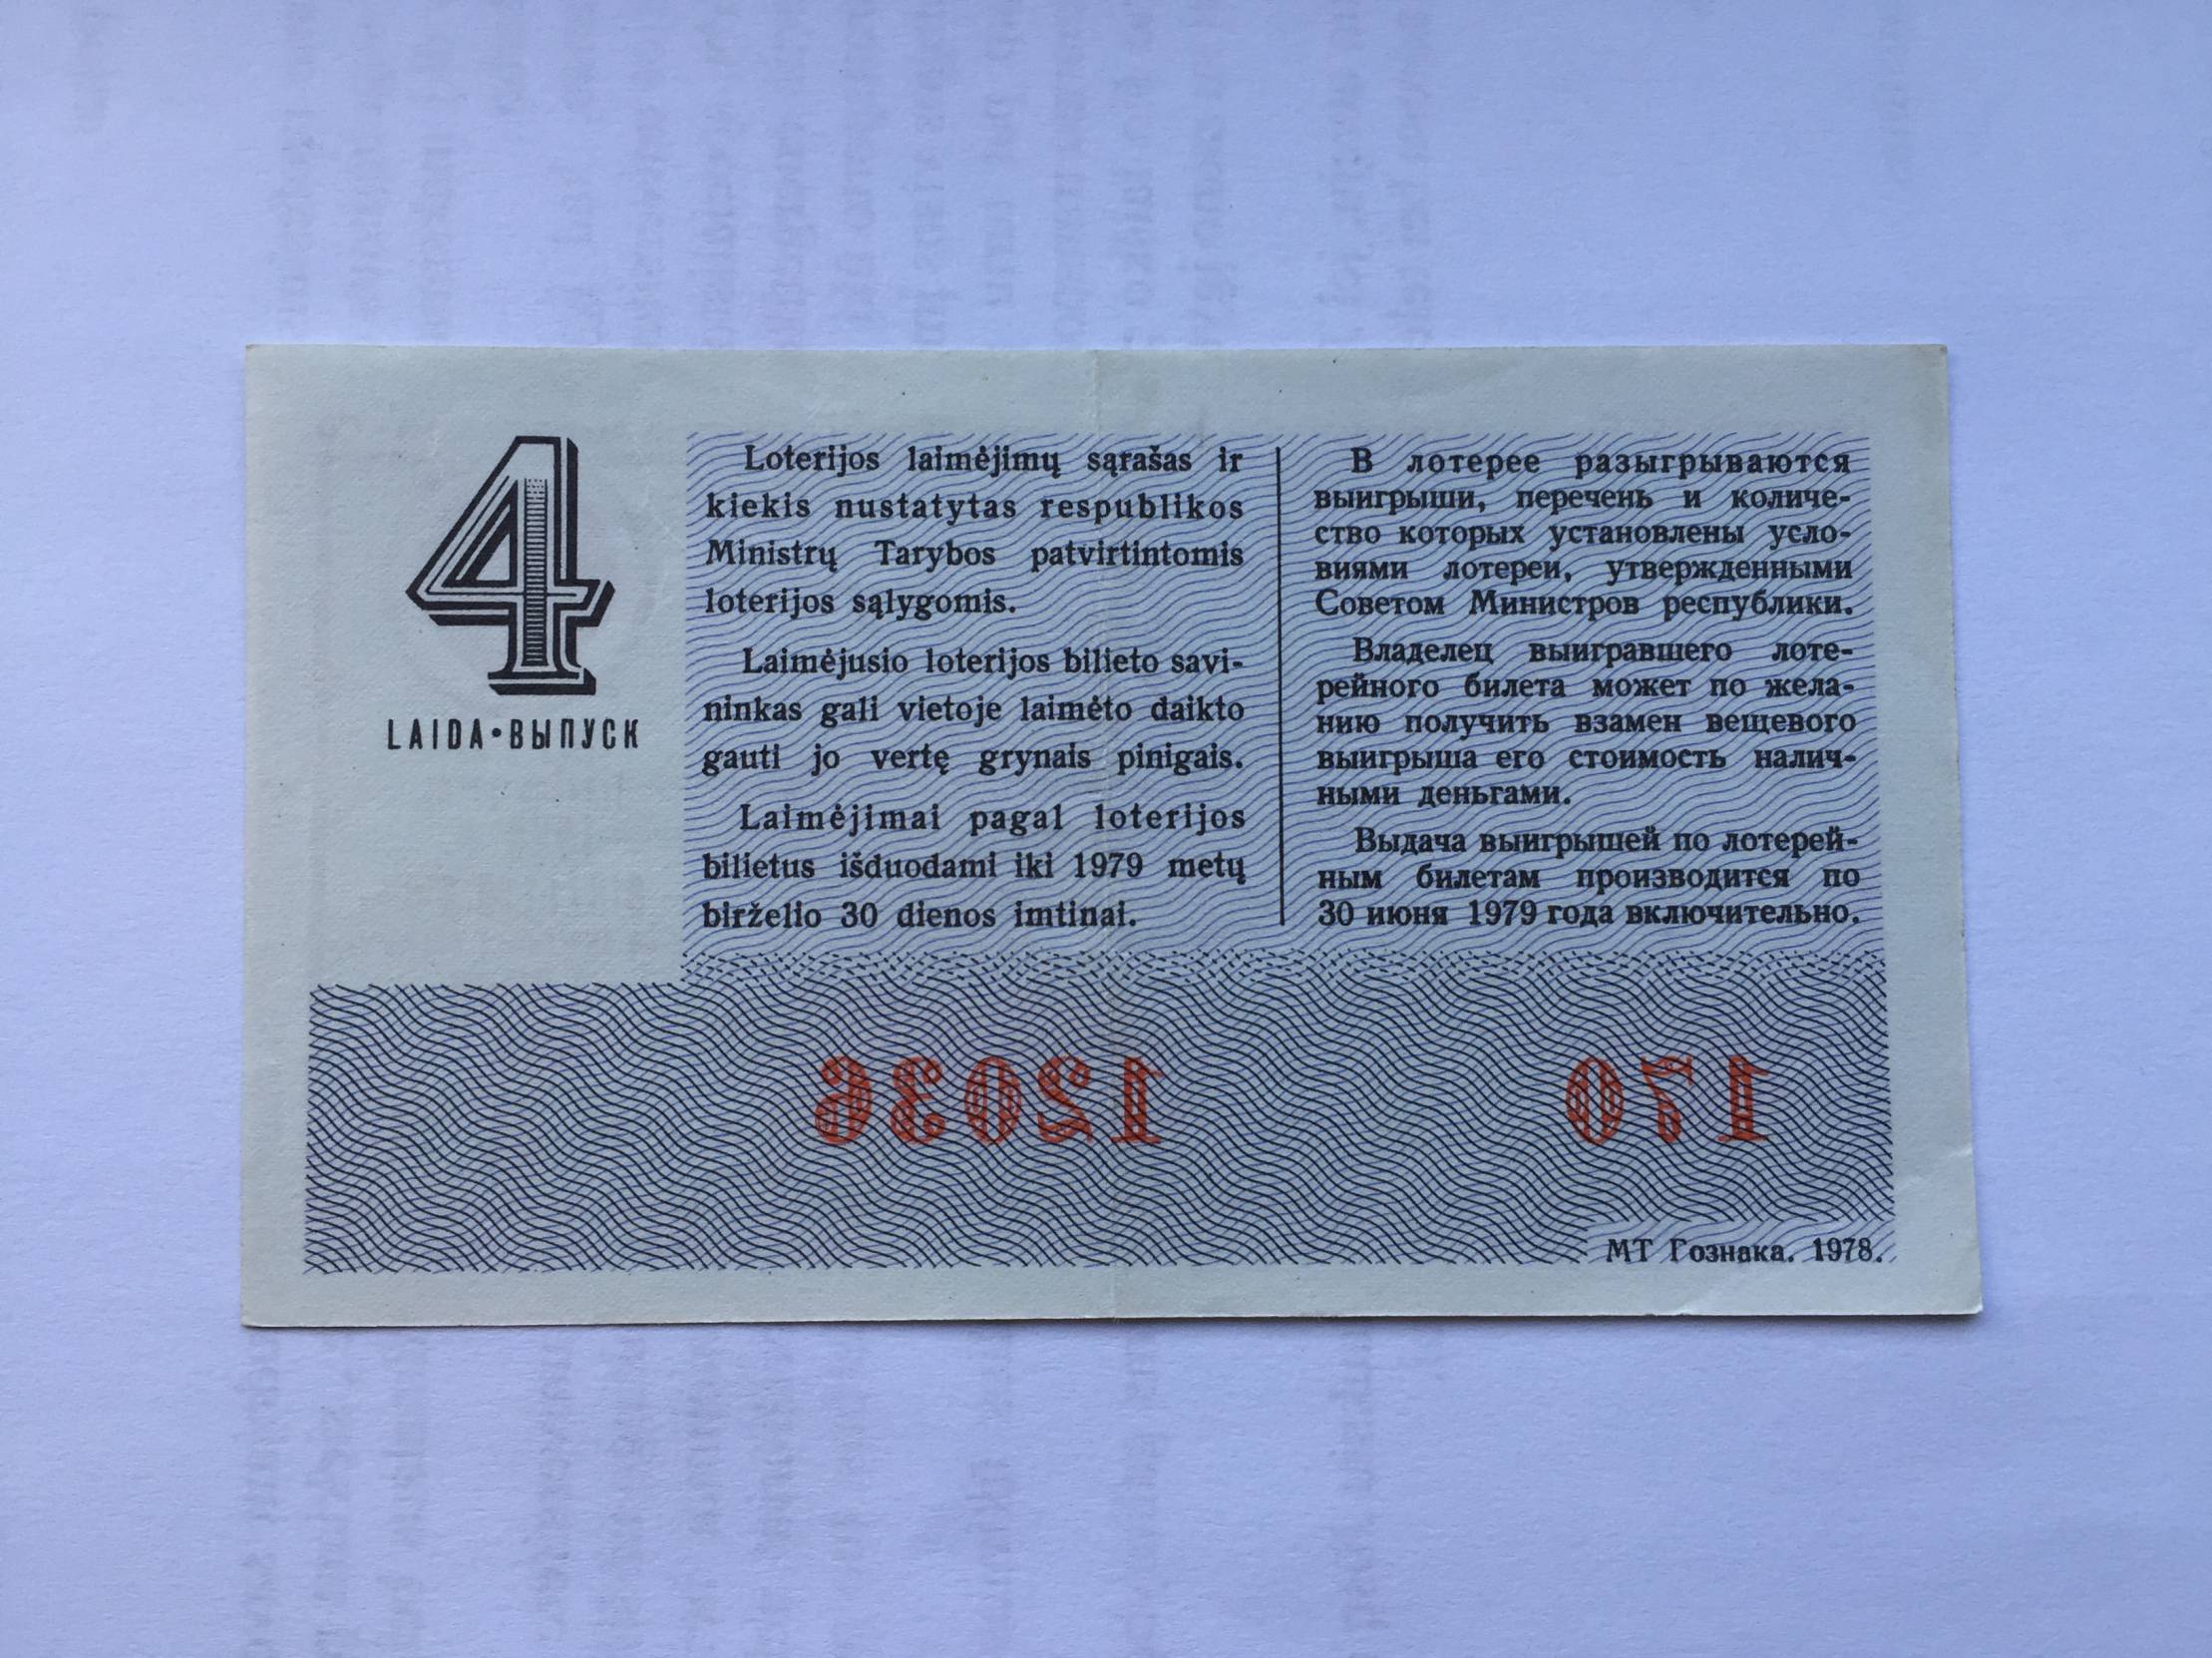 4
LAIDA•ВЫПУСК
Loterijos laimėjimų sąrašas ir
kiekis nustatytas respublikos
Ministrų Tarybos patvirtintomis
loterijos sąlygomis.
Laimėjusio loterijos bilieto savi-
ninkas gali vietoje laimėto daikto
gauti jo vertę grynais pinigais.
Laimėjimai pagal loterijos
bilietus išduodami iki 1979 metų
birželio 30 dienos imtinai.
В лотерее разыгрываются
выигрыши, перечень и количе-
ство которых установлены усло-
виями лотереи, утвержденными
Советом Министров республики.
Владелец выигравшего лоте-
рейного билета может по жела-
нию получить взамен вещевого
выигрыша его стоимость налич-
ными деньгами.
Выдача выигрышей по лотерей-
ным билетам производится по
30 июня 1979 года включительно.
12036
170
МТ Гознака. 1978.